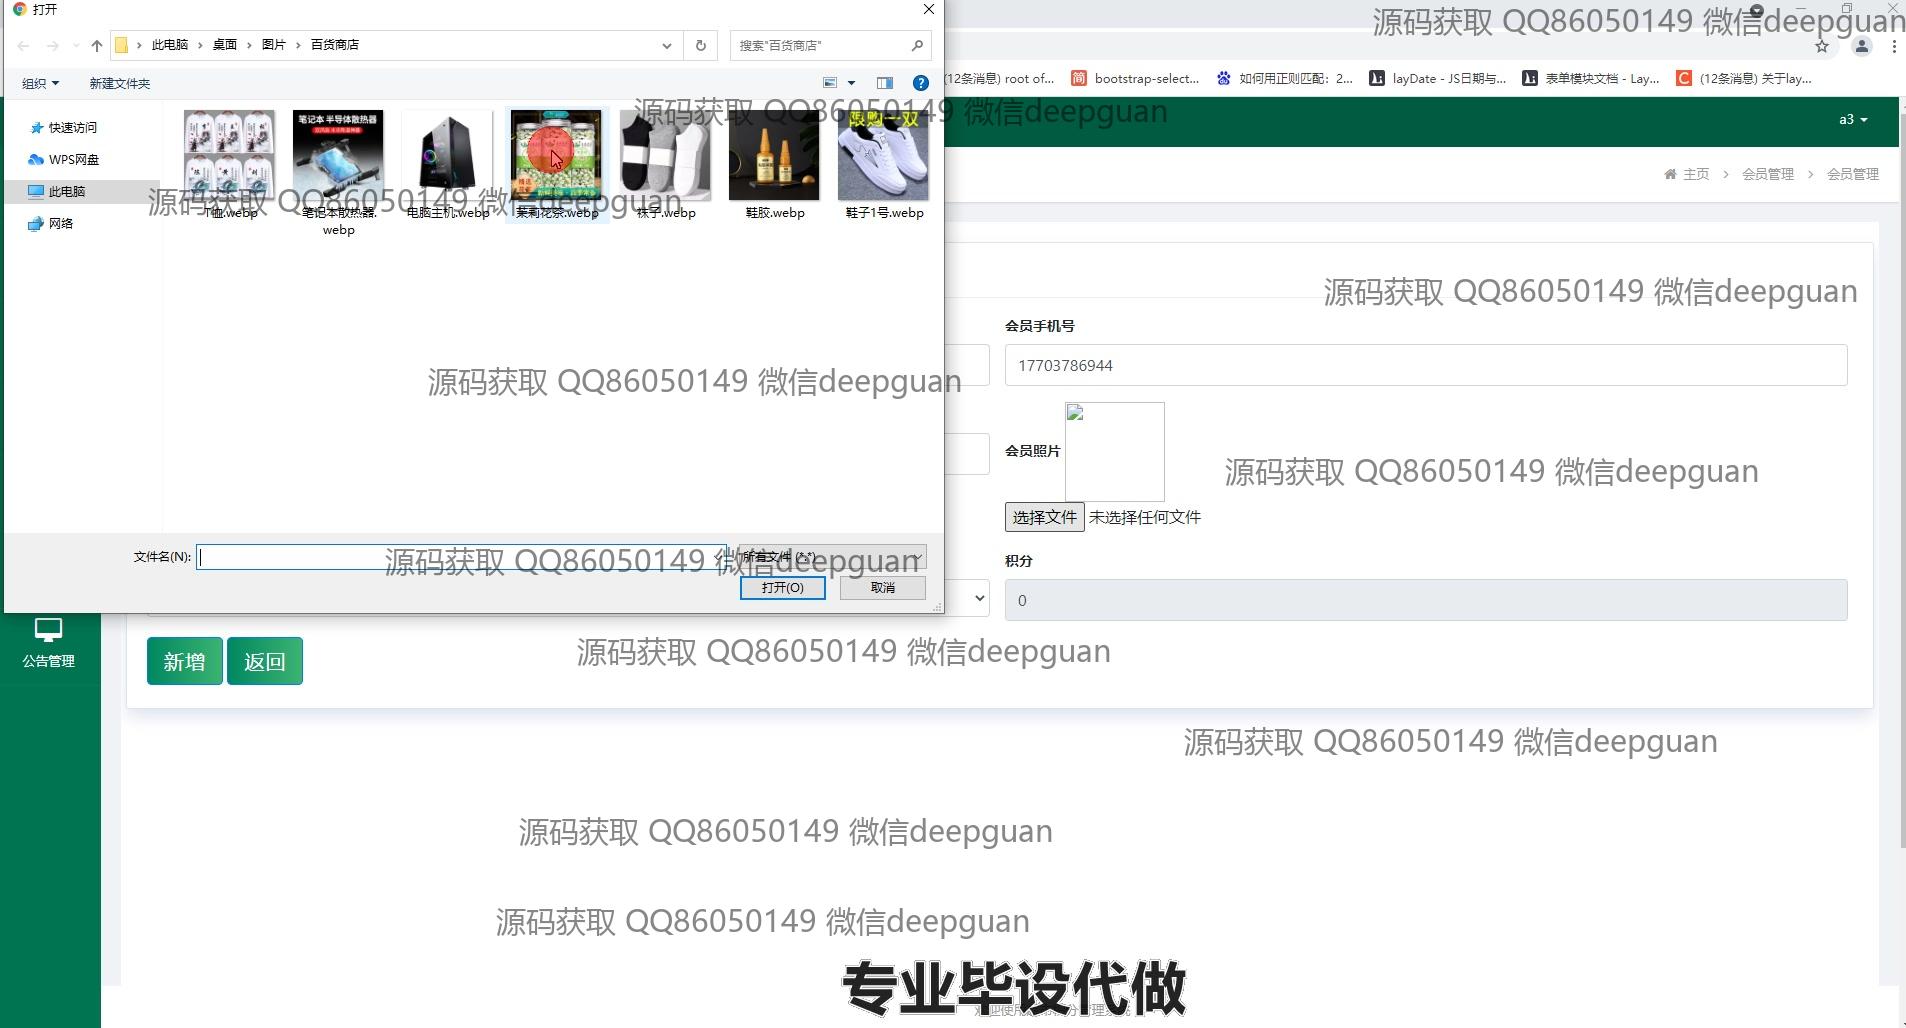 打开
源码获取 QQ86050149 微信deepguan
此电脑 › 桌面 › 图片 › 百货商店
搜索"百货商店"
组织
新建文件夹
(12条消息) root of...
bootstrap-select...
如何用正则匹配：2...
layDate - JS日期与...
表单模块文档 - Lay...
(12条消息) 关于lay...
源码获取 QQ86050149 微信deepguan
a3
快速访问
WPS网盘
此电脑
网络
笔记本 半导体散热器
限购一双
主页 › 会员管理 › 会员管理
源码获取 QQ86050149 微信deepguan
T恤.webp
笔记本散热器.webp
电脑主机.webp
茉莉花茶.webp
袜子.webp
鞋胶.webp
鞋子1号.webp
源码获取 QQ86050149 微信deepguan
会员手机号
17703786944
源码获取 QQ86050149 微信deepguan
会员照片
源码获取 QQ86050149 微信deepguan
选择文件 未选择任何文件
文件名(N):
所有文件 (*.*)
源码获取 QQ86050149 微信deepguan
打开(O)
取消
积分
0
公告管理
新增
返回
源码获取 QQ86050149 微信deepguan
源码获取 QQ86050149 微信deepguan
源码获取 QQ86050149 微信deepguan
源码获取 QQ86050149 微信deepguan
专业毕设代做